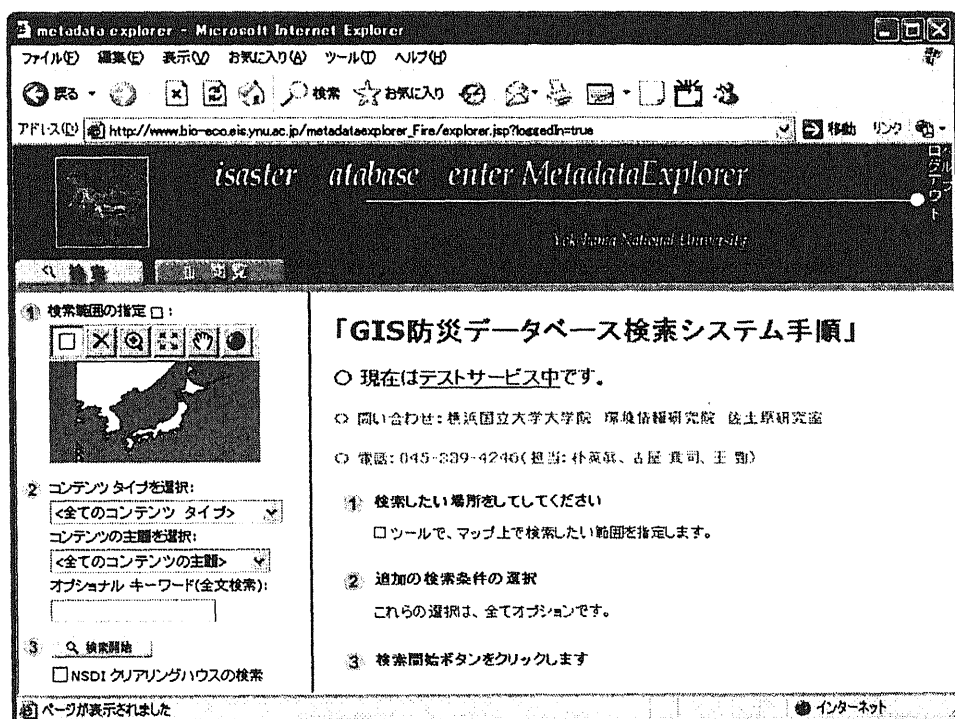 metadata explorer - Microsoft Internet Explorer
ファイル(F) 編集(E) 表示(V) お気に入り(A) ツール(T) ヘルプ(H)
戻る 検索 お気に入り
アドレス(D) http://www.bio-eco.eis.ynu.ac.jp/metadataexplorer_Fire/explorer.jsp?loggedIn=true 移動 リンク
isaster atabase enter MetadataExplorer
ヘルプ
ログアウト
Yokohama National University
検索 閲覧
1 検索範囲の指定 □:
2 コンテンツ タイプを選択:
<全てのコンテンツ タイプ>
コンテンツの主題を選択:
<全てのコンテンツの主題>
オプショナル キーワード(全文検索):
3 検索開始
NSDI クリアリングハウスの検索
「GIS防災データベース検索システム手順」
○ 現在はテストサービス中です。
○ 問い合わせ: 横浜国立大学大学院 環境情報研究院 佐土原研究室
○ 電話: 045-339-4246(担当: 古屋 貴司、王
1 検索したい場所をしてしてください
□ツールで、マップ上で検索したい範囲を指定します。
2 追加の検索条件の選択
これらの選択は、全てオプションです。
3 検索開始ボタンをクリックします
ページが表示されました インターネット